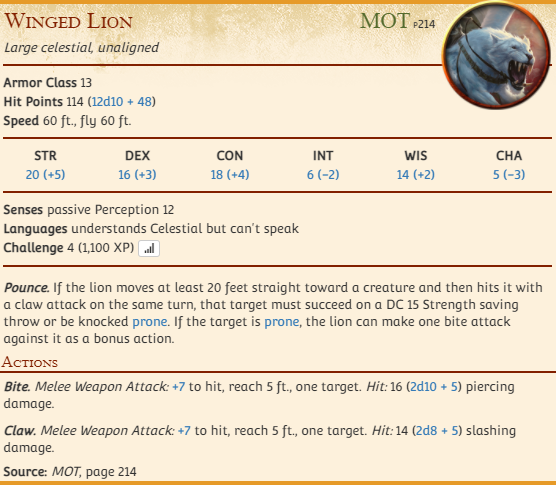 Winged Lion
MOT p214
Large celestial, unaligned
Armor Class 13
Hit Points 114 (12d10 + 48)
Speed 60 ft., fly 60 ft.
STR DEX CON INT WIS CHA
20 (+5) 16 (+3) 18 (+4) 6 (−2) 14 (+2) 5 (−3)
Senses passive Perception 12
Languages understands Celestial but can't speak
Challenge 4 (1,100 XP)
Pounce. If the lion moves at least 20 feet straight toward a creature and then hits it with
a claw attack on the same turn, that target must succeed on a DC 15 Strength saving
throw or be knocked prone. If the target is prone, the lion can make one bite attack
against it as a bonus action.
Actions
Bite. Melee Weapon Attack: +7 to hit, reach 5 ft., one target. Hit: 16 (2d10 + 5) piercing
damage.
Claw. Melee Weapon Attack: +7 to hit, reach 5 ft., one target. Hit: 14 (2d8 + 5) slashing
damage.
Source: MOT, page 214